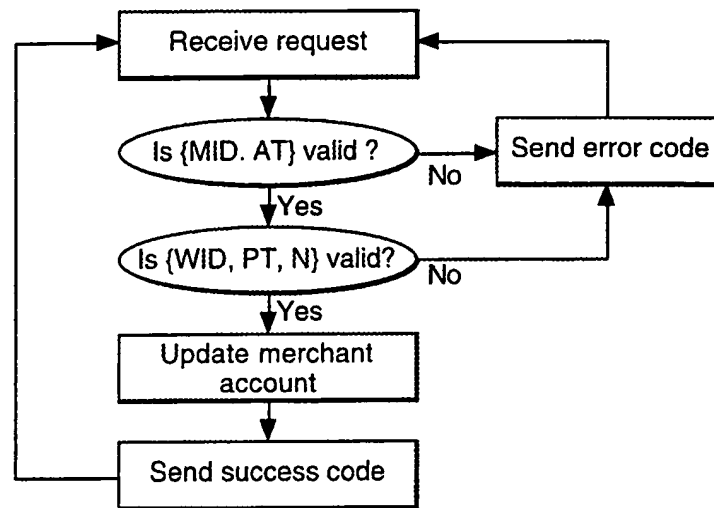 Receive request
Is {MID. AT} valid ?
No
Send error code
Yes
Is {WID, PT, N} valid?
No
Yes
Update merchant
account
Send success code